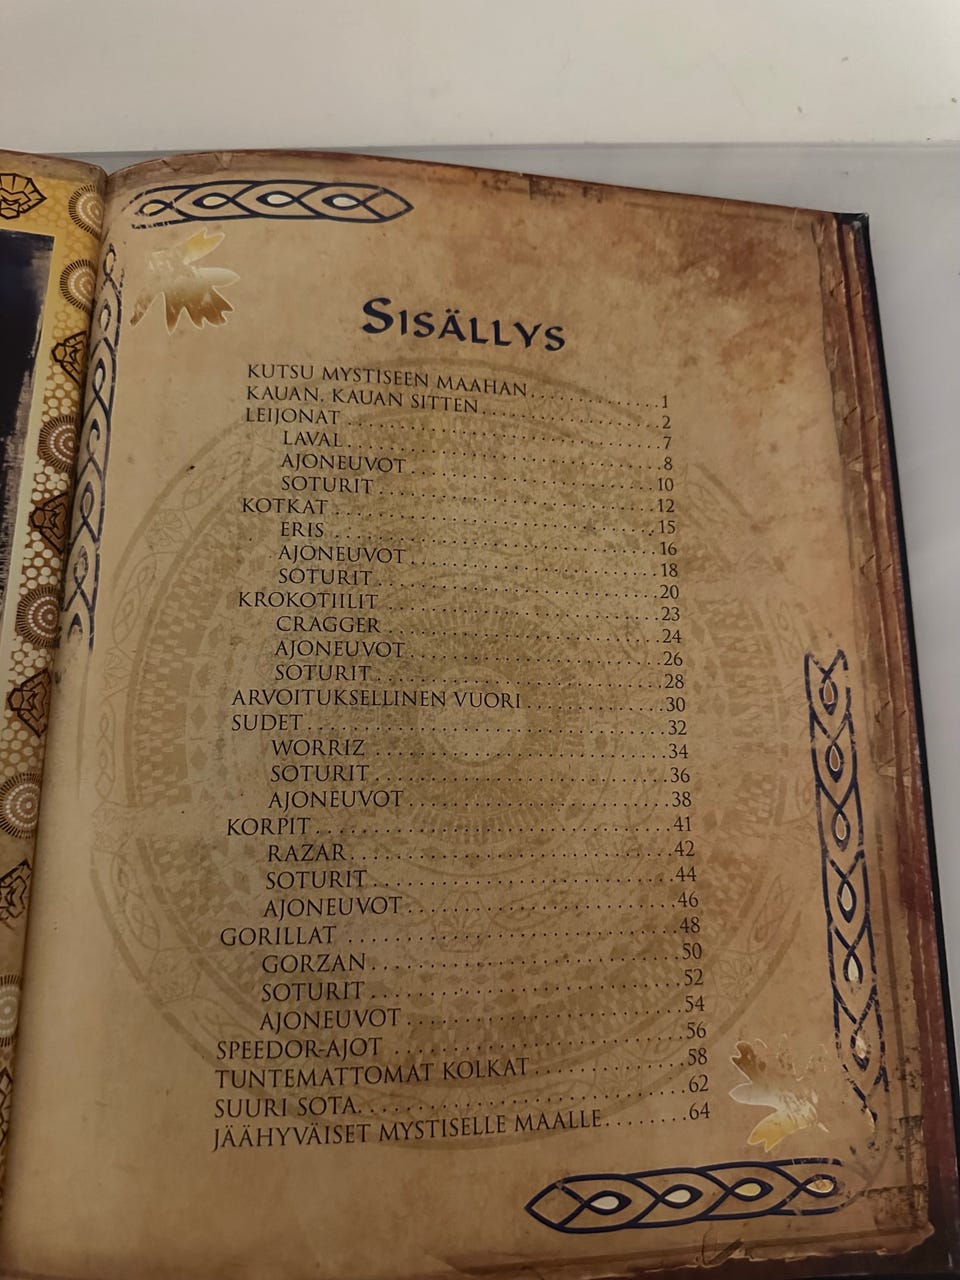 SISÄLLYS
KUTSU MYSTISEEN MAAHAN.............1
KAUAN, KAUAN SITTEN..................2
LEIJONAT................................7
LAVAL................................8
AJONEUVOT.........................10
SOTURIT............................12
KOTKAT................................15
ERIS................................16
AJONEUVOT.........................18
SOTURIT............................20
KROKOTIILIT...........................23
CRAGGER...........................24
AJONEUVOT.........................26
SOTURIT............................28
ARVOITUKSELLINEN VUORI..............30
SUDET.................................32
WORRIZ............................34
SOTURIT............................36
AJONEUVOT.........................38
KORPIT................................41
RAZAR..............................42
SOTURIT............................44
AJONEUVOT.........................46
GORILLAT.............................48
GORZAN............................50
SOTURIT............................52
AJONEUVOT.........................54
SPEEDOR-AJOT.........................56
TUNTEMATTOMAT KOLKAT.............58
SUURI SOTA............................62
JÄÄHYVÄISET MYSTISELLE MAALLE........64